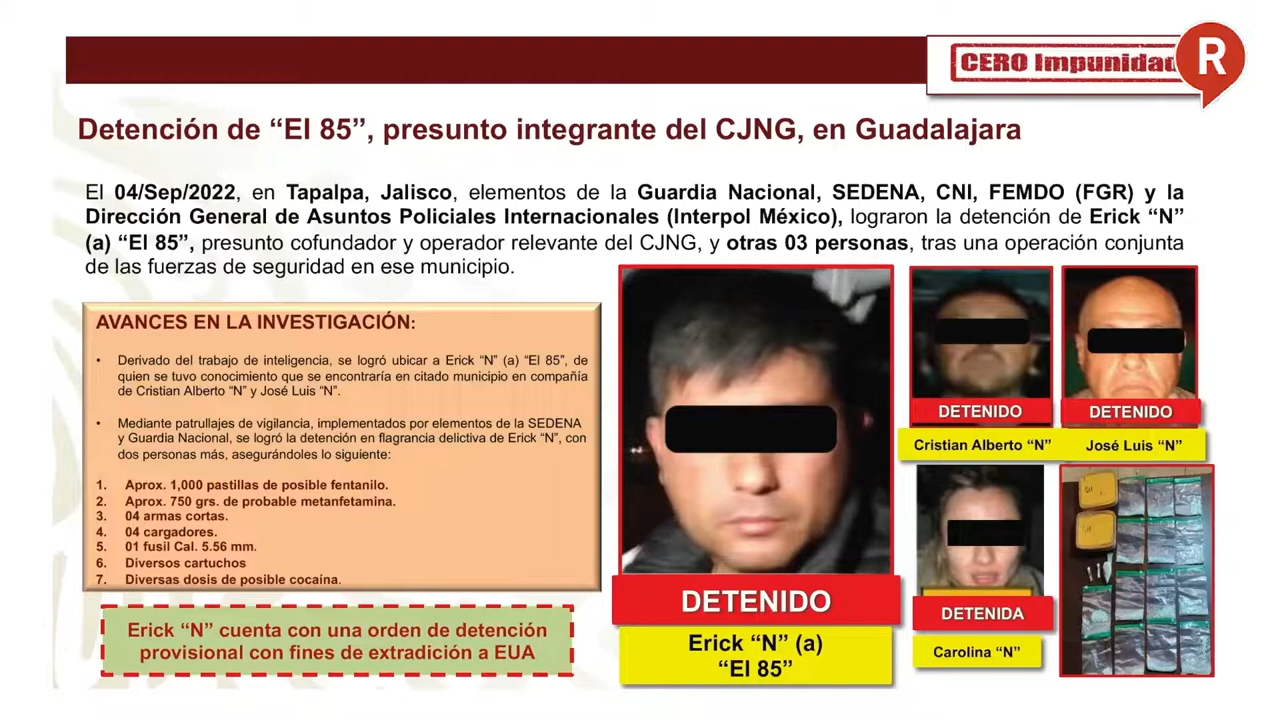 CERO Impunidad
R
Detención de “El 85”, presunto integrante del CJNG, en Guadalajara
El 04/Sep/2022, en Tapalpa, Jalisco, elementos de la Guardia Nacional, SEDENA, CNI, FEMDO (FGR) y la
Dirección General de Asuntos Policiales Internacionales (Interpol México), lograron la detención de Erick “N”
(a) “El 85”, presunto cofundador y operador relevante del CJNG, y otras 03 personas, tras una operación conjunta
de las fuerzas de seguridad en ese municipio.
AVANCES EN LA INVESTIGACIÓN:
• Derivado del trabajo de inteligencia, se logró ubicar a Erick “N” (a) “El 85”, de
quien se tuvo conocimiento que se encontraría en citado municipio en compañía
de Cristian Alberto “N” y José Luis “N”.
• Mediante patrullajes de vigilancia, implementados por elementos de la SEDENA
y Guardia Nacional, se logró la detención en flagrancia delictiva de Erick “N”, con
dos personas más, asegurándoles lo siguiente:
1. Aprox. 1,000 pastillas de posible fentanilo.
2. Aprox. 750 grs. de probable metanfetamina.
3. 04 armas cortas.
4. 04 cargadores.
5. 01 fusil Cal. 5.56 mm.
6. Diversos cartuchos
7. Diversas dosis de posible cocaína.
Erick “N” cuenta con una orden de detención
provisional con fines de extradición a EUA
DETENIDO
Erick “N” (a)
“El 85”
DETENIDO
Cristian Alberto “N”
DETENIDO
José Luis “N”
DETENIDA
Carolina “N”